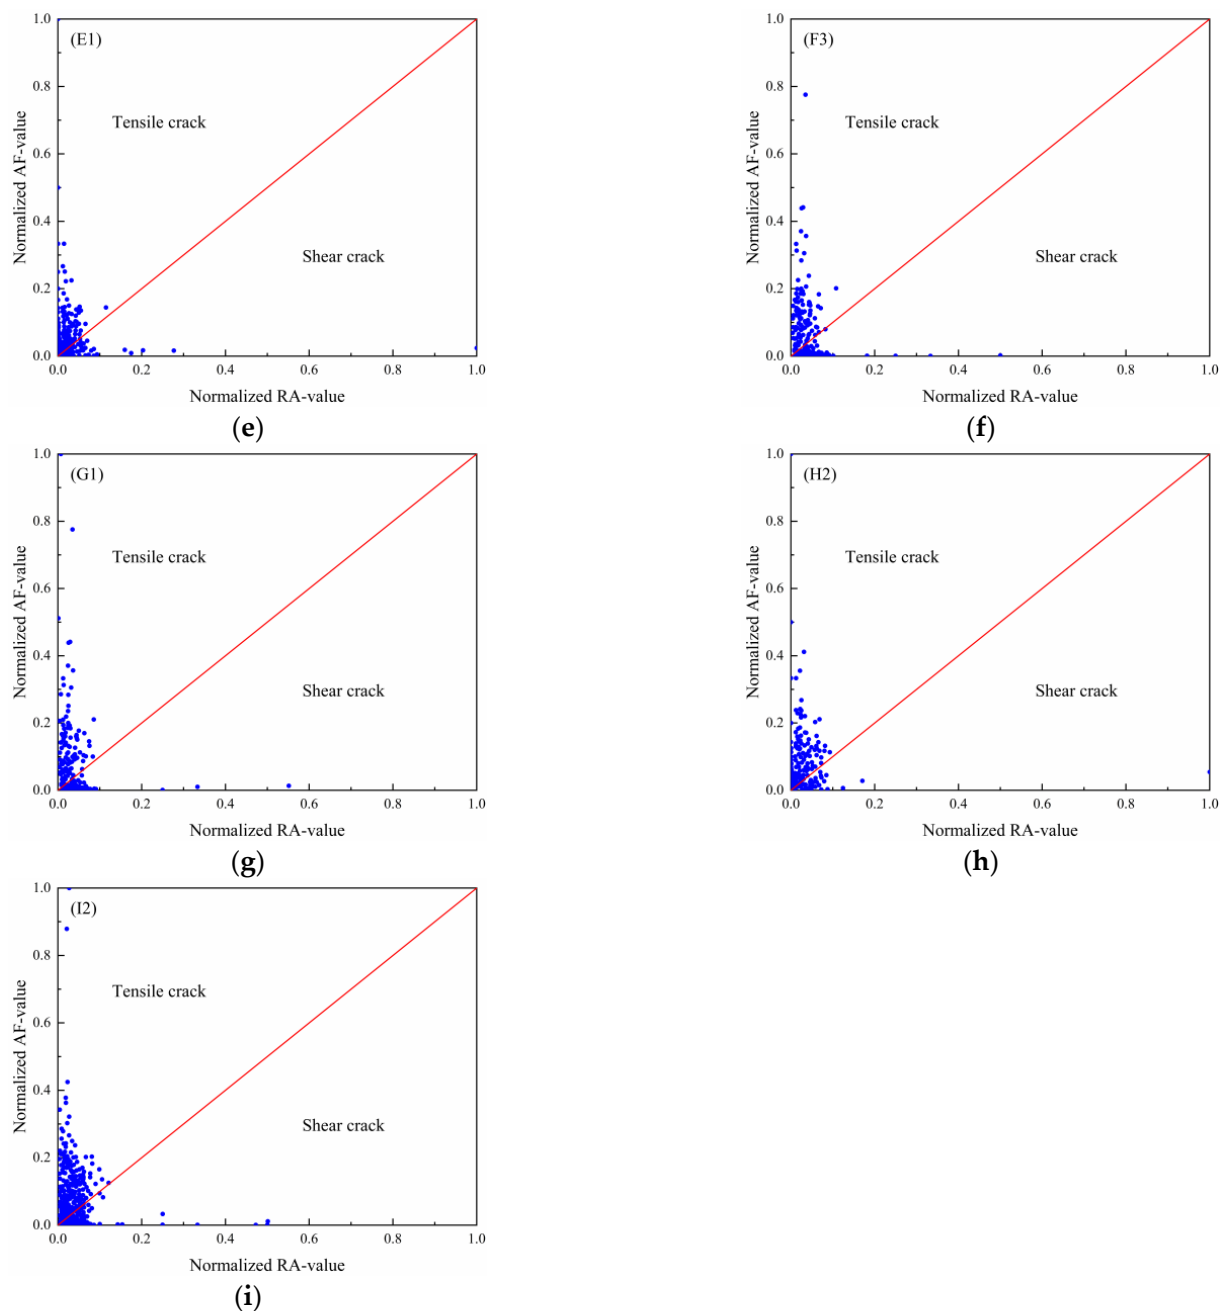 (E1)
Tensile crack
Shear crack
Normalized AF-value
1.0
0.8
0.6
0.4
0.2
0.0
0.0 0.2 0.4 0.6 0.8 1.0
Normalized RA-value
(e)
(F3)
Tensile crack
Shear crack
Normalized AF-value
1.0
0.8
0.6
0.4
0.2
0.0
0.0 0.2 0.4 0.6 0.8 1.0
Normalized RA-value
(f)
(G1)
Tensile crack
Shear crack
Normalized AF-value
1.0
0.8
0.6
0.4
0.2
0.0
0.0 0.2 0.4 0.6 0.8 1.0
Normalized RA-value
(g)
(H2)
Tensile crack
Shear crack
Normalized AF-value
1.0
0.8
0.6
0.4
0.2
0.0
0.0 0.2 0.4 0.6 0.8 1.0
Normalized RA-value
(h)
(I2)
Tensile crack
Shear crack
Normalized AF-value
1.0
0.8
0.6
0.4
0.2
0.0
0.0 0.2 0.4 0.6 0.8 1.0
Normalized RA-value
(i)